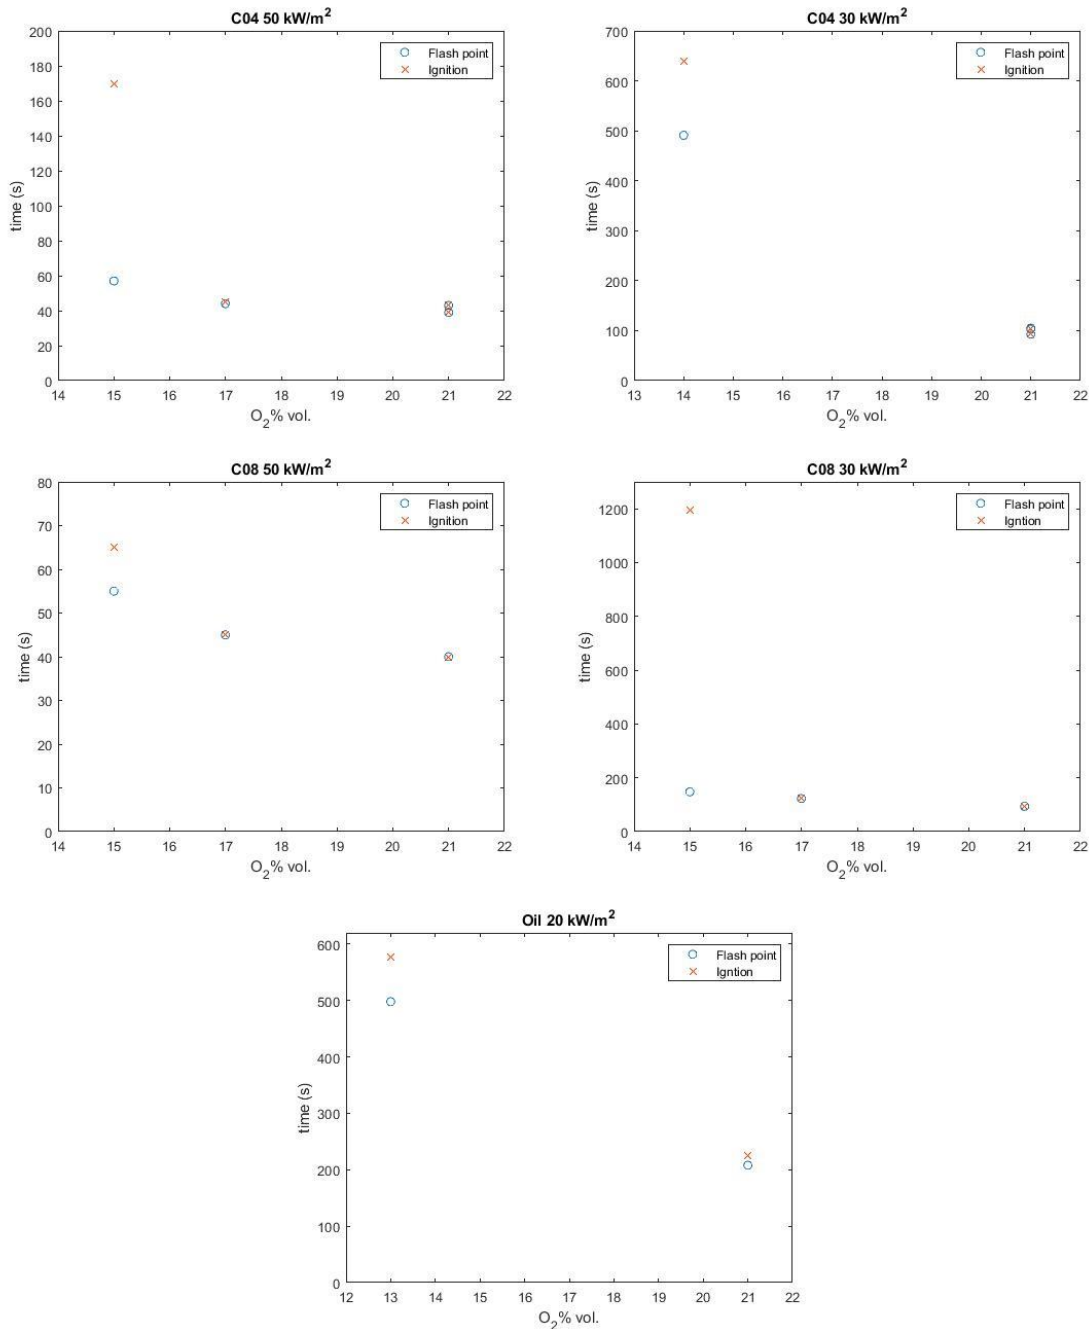 C04 50 kW/m²
200
180
160
140
120
100
80
60
40
20
0
time (s)
Flash point
Ignition
14 15 16 17 18 19 20 21 22
O₂% vol.
C04 30 kW/m²
700
600
500
400
300
200
100
0
time (s)
Flash point
Ignition
13 14 15 16 17 18 19 20 21 22
O₂% vol.
C08 50 kW/m²
80
70
60
50
40
30
20
10
0
time (s)
Flash point
Ignition
14 15 16 17 18 19 20 21 22
O₂% vol.
C08 30 kW/m²
1200
1000
800
600
400
200
0
time (s)
Flash point
Igntion
14 15 16 17 18 19 20 21 22
O₂% vol.
Oil 20 kW/m²
600
500
400
300
200
100
0
time (s)
Flash point
Igntion
12 13 14 15 16 17 18 19 20 21 22
O₂% vol.